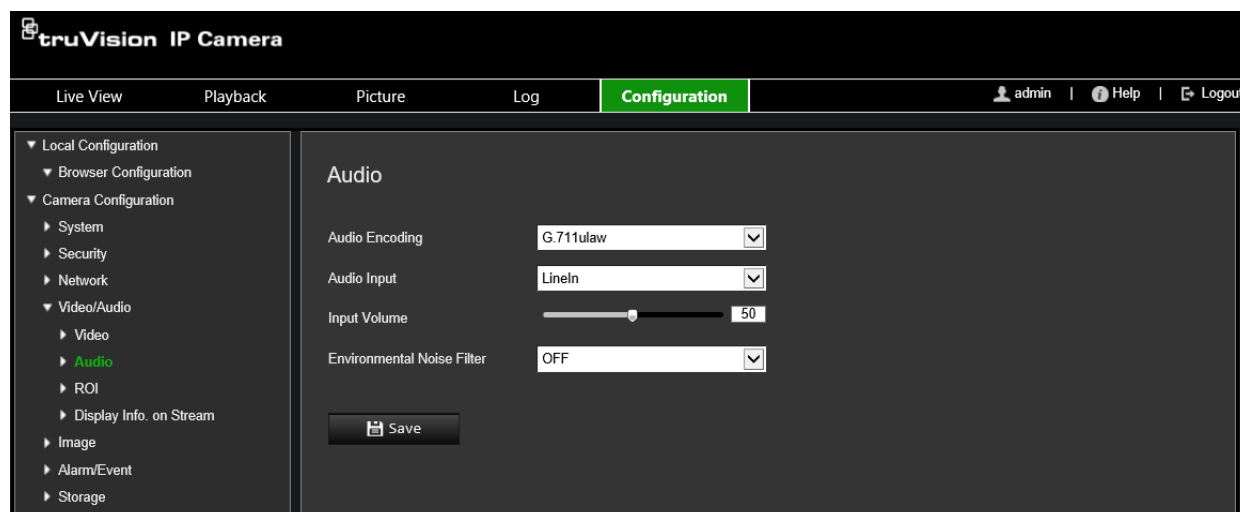 truVision IP Camera
Live View Playback Picture Log Configuration admin | Help | Logout
Local Configuration
Browser Configuration
Camera Configuration
System
Security
Network
Video/Audio
Video
Audio
ROI
Display Info. on Stream
Image
Alarm/Event
Storage
Audio
Audio Encoding G.711ulaw
Audio Input LineIn
Input Volume 50
Environmental Noise Filter OFF
Save